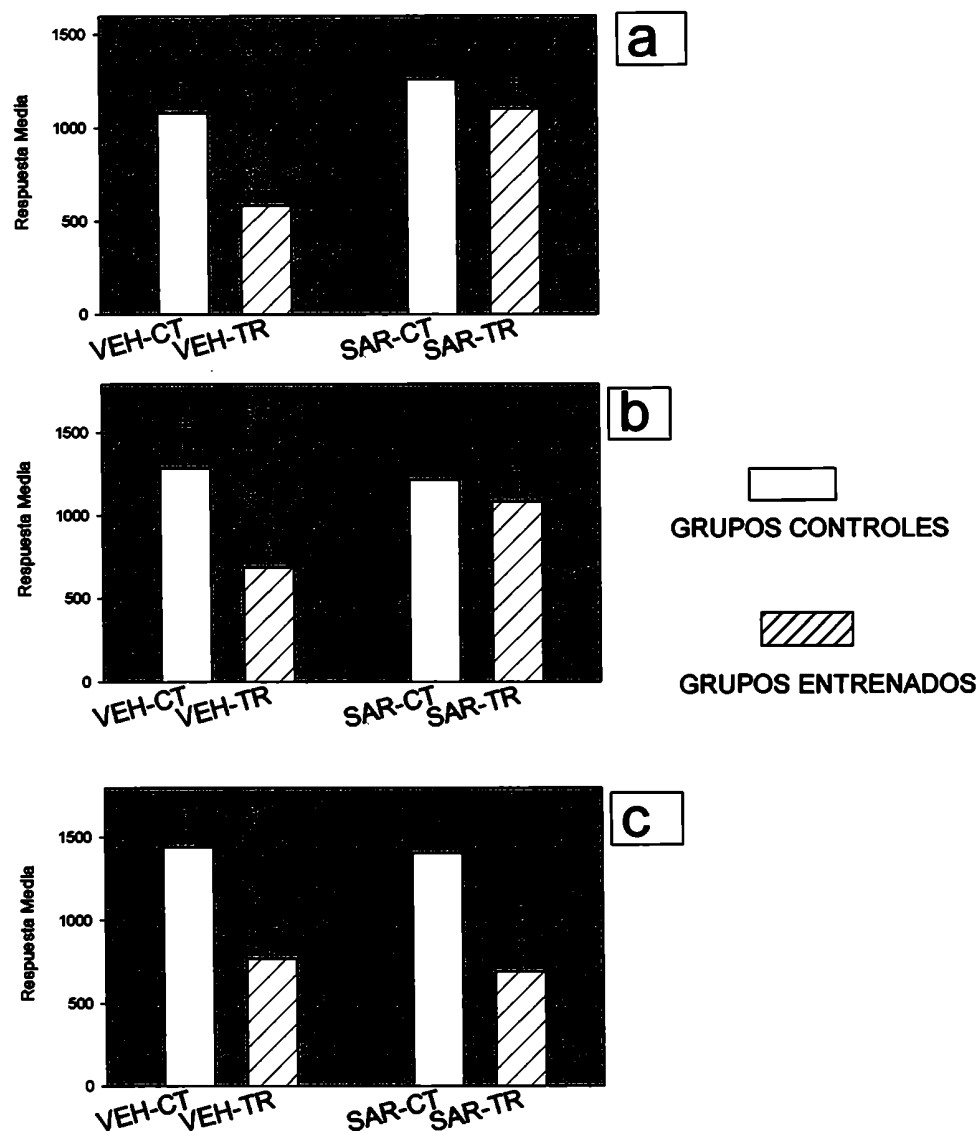 a
Respuesta Media
1500
1000
500
0
VEH-CT
VEH-TR
SAR-CT
SAR-TR
b
Respuesta Media
1500
1000
500
0
VEH-CT
VEH-TR
SAR-CT
SAR-TR
GRUPOS CONTROLES
GRUPOS ENTRENADOS
c
Respuesta Media
1500
1000
500
0
VEH-CT
VEH-TR
SAR-CT
SAR-TR